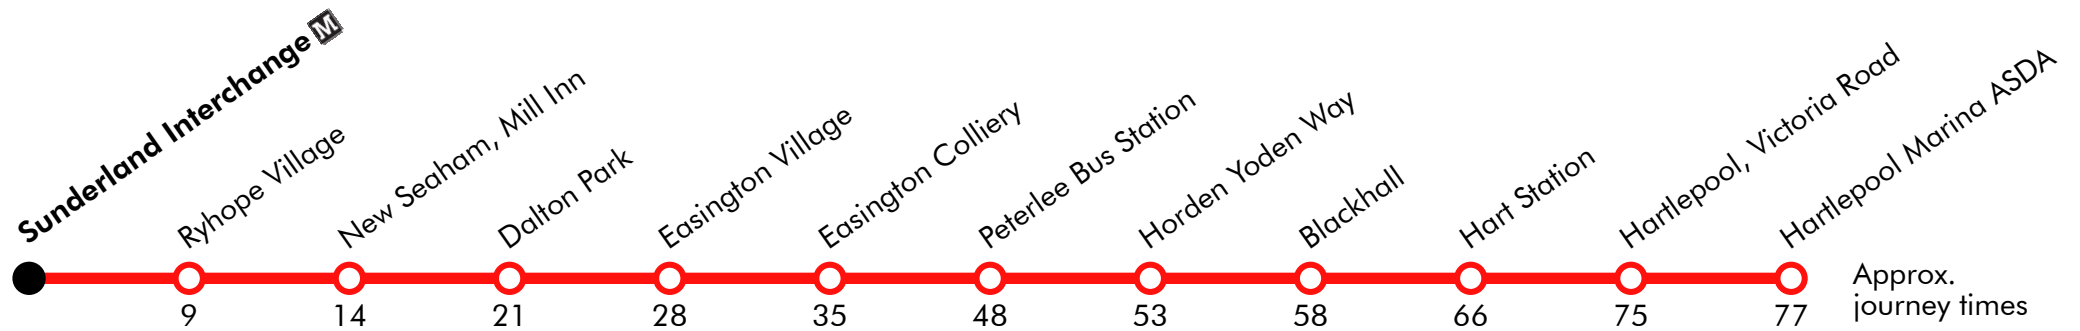 Sunderland Interchange M
Ryhope Village
New Seaham, Mill Inn
Dalton Park
Easington Village
Easington Colliery
Peterlee Bus Station
Horden Yoden Way
Blackhall
Hart Station
Hartlepool, Victoria Road
Hartlepool Marina ASDA
9 14 21 28 35 48 53 58 66 75 77
Approx.
journey times